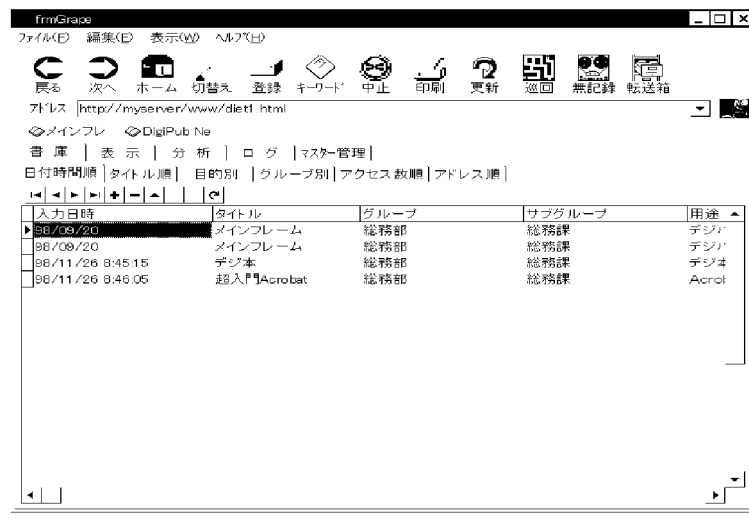 frmGrape
ファイル(F) 編集(E) 表示(W) ヘルプ(H)
戻る 次へ ホーム 切替え 登録 キーワード 中止 印刷 更新 巡回 無記録 転送箱
アドレス http://myserver/www/diet1.html
メインフレ DigiPub Ne
書 庫 表 示 分 析 ロ グ マスター管理
日付時間順 タイトル順 目的別 グループ別 アクセス数順 アドレス順
入力日時 タイトル グループ サブグループ 用途
98/09/20 メインフレーム 総務部 総務課 デジ
98/09/20 メインフレーム 総務部 総務課 デジ
98/11/26 8:45:15 デジ本 総務部 総務課 デジ本
98/11/26 8:46:05 超入門Acrobat 総務部 総務課 Acrol